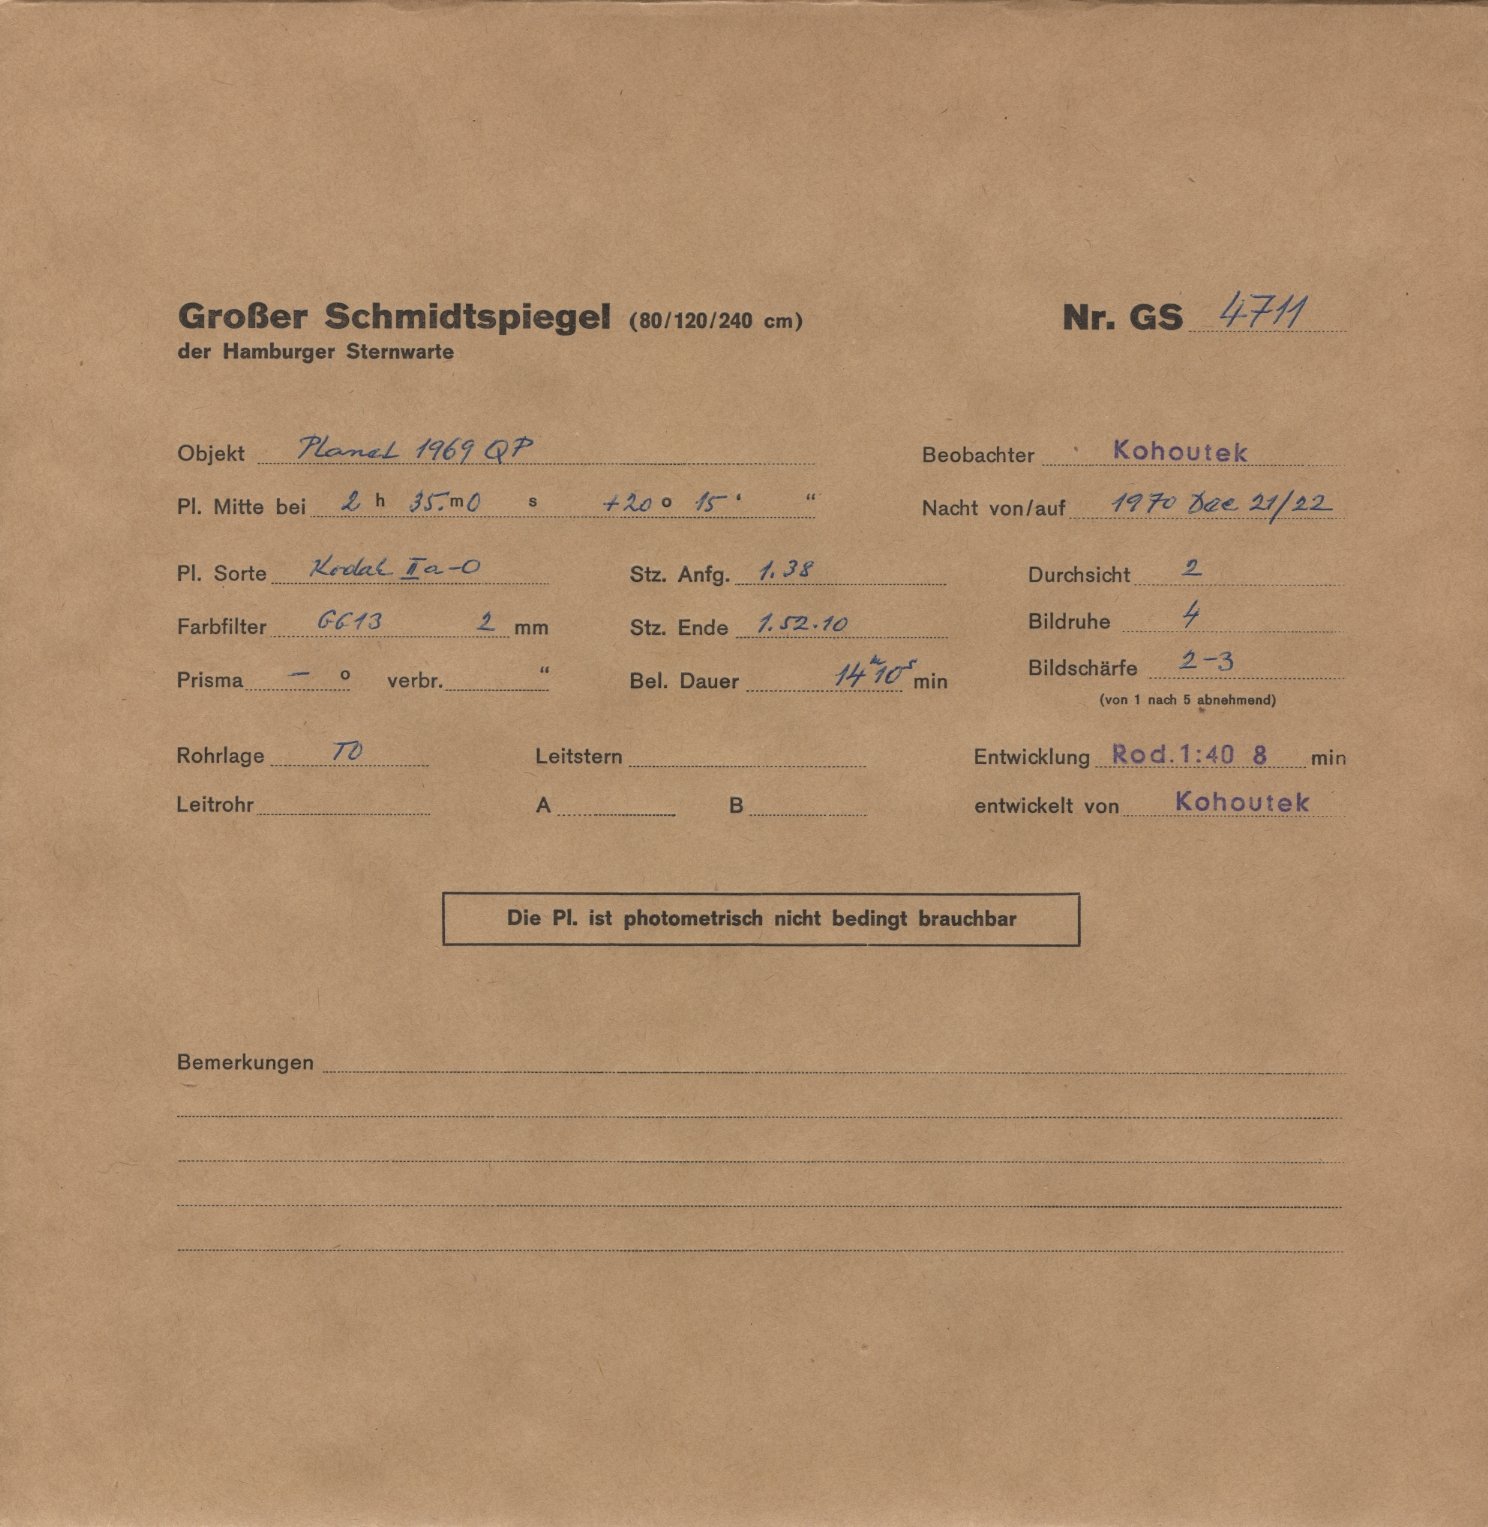 Großer Schmidtspiegel (80/120/240 cm) Nr. GS 4711
der Hamburger Sternwarte
Objekt Planet 1969 QP Beobachter Kohoutek
Pl. Mitte bei 2 h 35. m 0 s +20 o 15 ‘ “ Nacht von/auf 1970 Dec 21/22
Pl. Sorte Kodak IIa-O Stz. Anfg. 1.38 Durchsicht 2
Farbfilter GG13 2 mm Stz. Ende 1.52.10 Bildruhe 4
Prisma – o verbr. “ Bel. Dauer 14m10s min Bildschärfe 2-3
(von 1 nach 5 abnehmend)
Rohrlage TO Leitstern Entwicklung Rod.1:40 8 min
Leitrohr A B entwickelt von Kohoutek
Die Pl. ist photometrisch nicht bedingt brauchbar
Bemerkungen